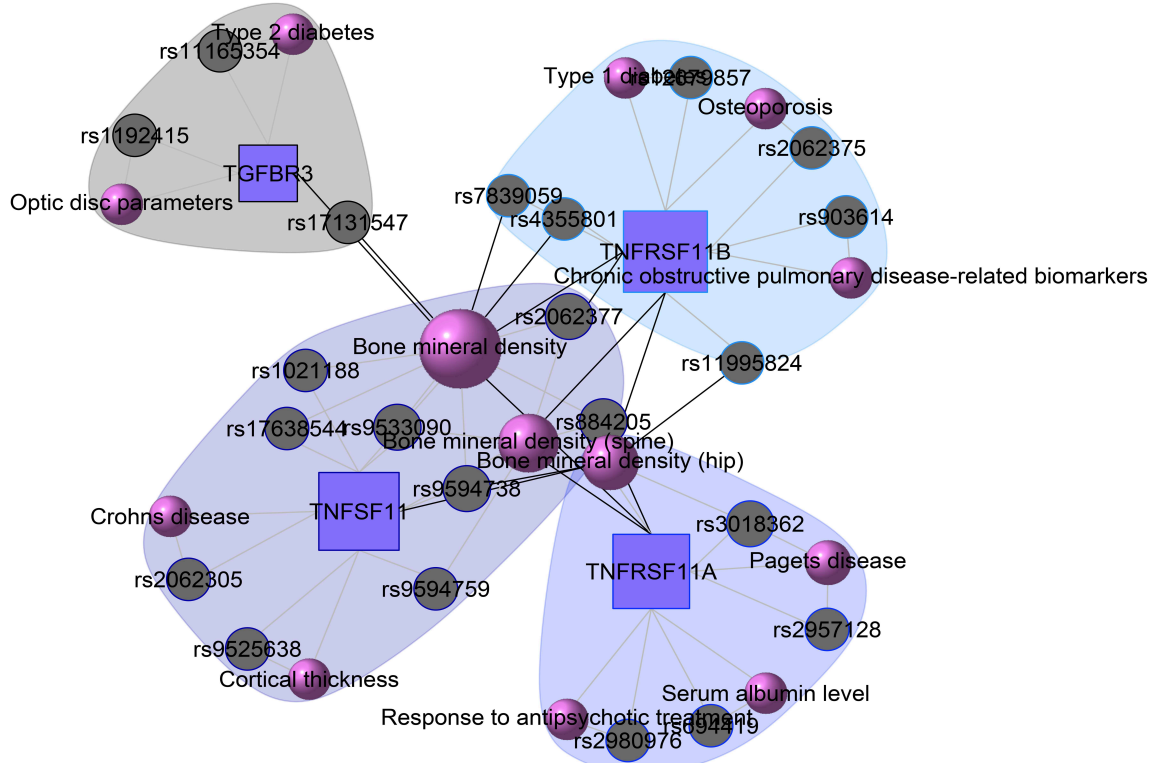 Type 2 diabetes
rs11165354
rs1192415
TGFBR3
Optic disc parameters
rs17131547
Type 1 diabetes
rs12679857
Osteoporosis
rs2062375
rs7839059
rs4355801
rs903614
TNFRSF11B
Chronic obstructive pulmonary disease-related biomarkers
rs2062377
Bone mineral density
rs11995824
rs1021188
rs17638544
rs9533090
rs884205
Bone mineral density (spine)
Bone mineral density (hip)
rs9594738
TNFSF11
Crohns disease
rs3018362
Pagets disease
TNFRSF11A
rs2062305
rs9594759
rs2957128
rs9525638
Cortical thickness
Serum albumin level
Response to antipsychotic treatment
rs694419
rs2980976